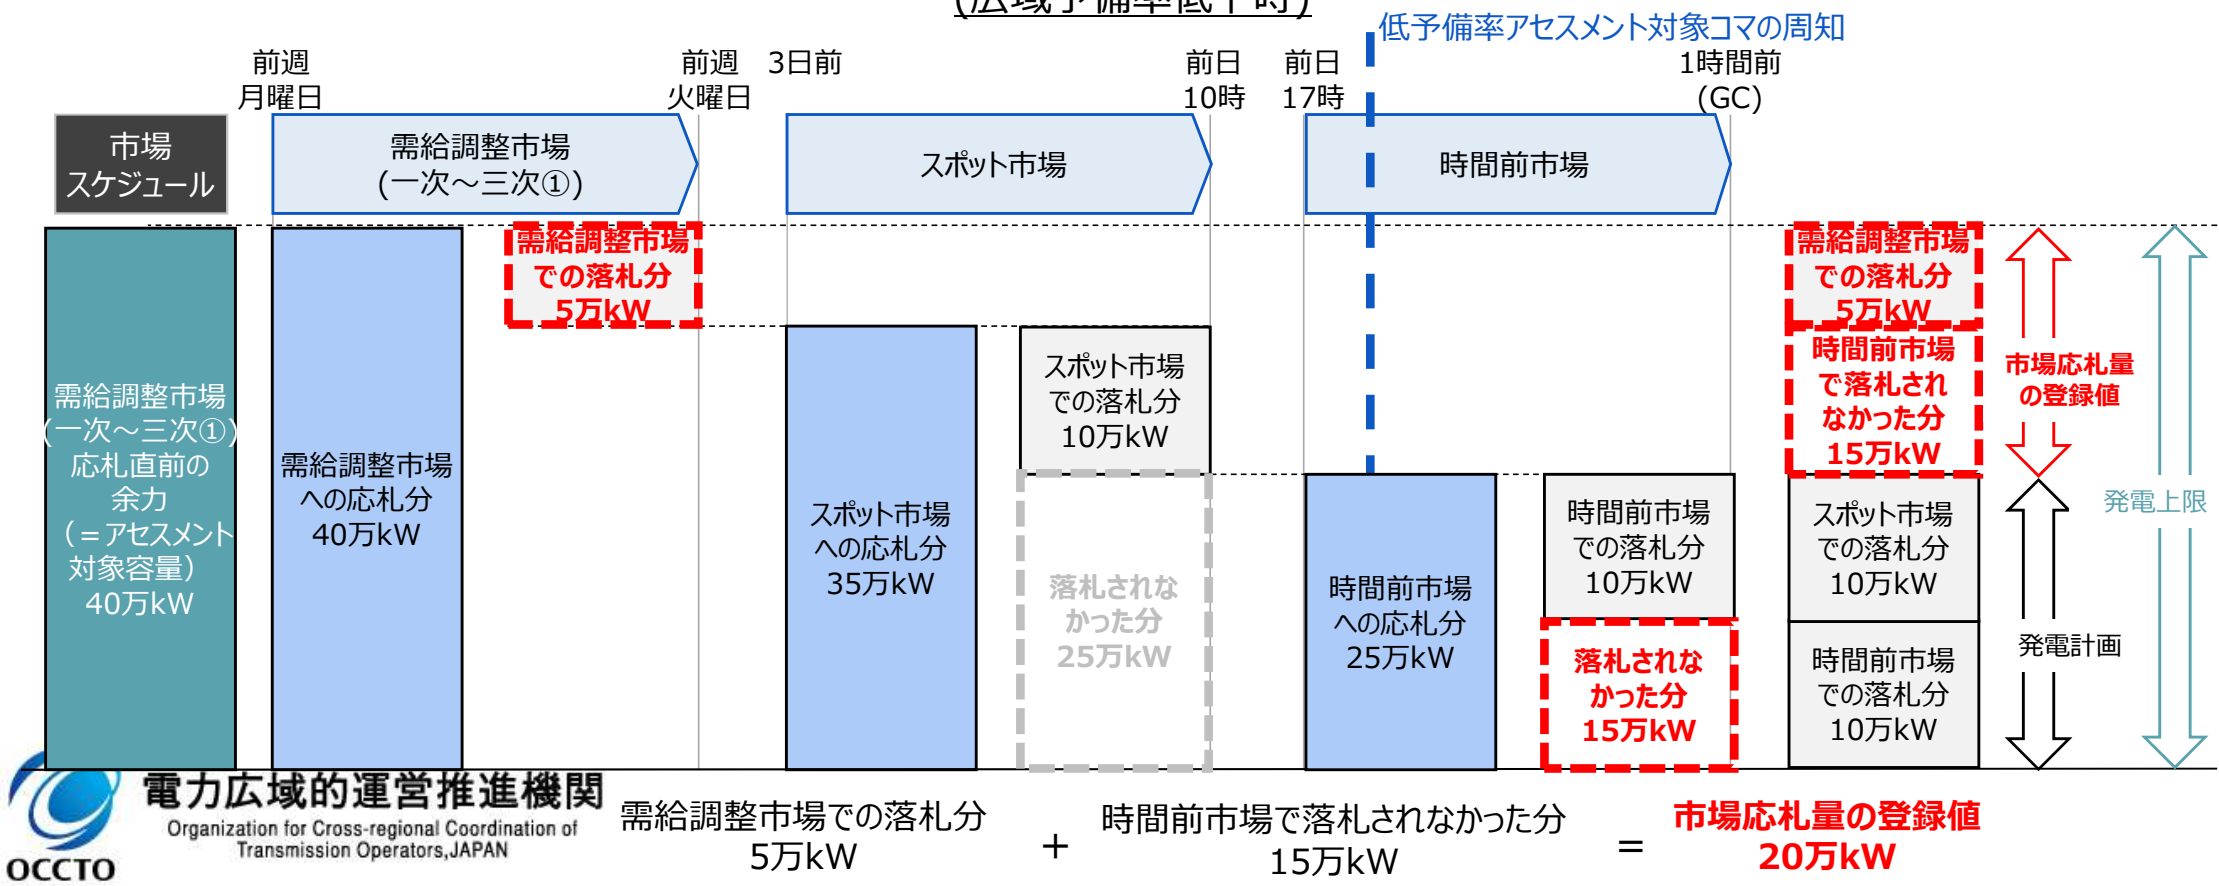 (広域予備率低下時)
低予備率アセスメント対象コマの周知
前週
月曜日
前週
火曜日
3日前
前日
10時
前日
17時
1時間前
(GC)
市場
スケジュール
需給調整市場
(一次～三次①)
スポット市場
時間前市場
需給調整市場
(一次～三次①)
応札直前の
余力
(＝アセスメント
対象容量)
40万kW
需給調整市場
への応札分
40万kW
需給調整市場
での落札分
5万kW
スポット市場
への応札分
35万kW
スポット市場
での落札分
10万kW
落札されな
かった分
25万kW
時間前市場
への応札分
25万kW
時間前市場
での落札分
10万kW
落札されな
かった分
15万kW
需給調整市場
での落札分
5万kW
時間前市場
で落札され
なかった分
15万kW
スポット市場
での落札分
10万kW
時間前市場
での落札分
10万kW
市場応札量
の登録値
発電計画
発電上限
電力広域的運営推進機関
Organization for Cross-regional Coordination of
Transmission Operators,JAPAN
OCCTO
需給調整市場での落札分
5万kW
+
時間前市場で落札されなかった分
15万kW
=
市場応札量の登録値
20万kW